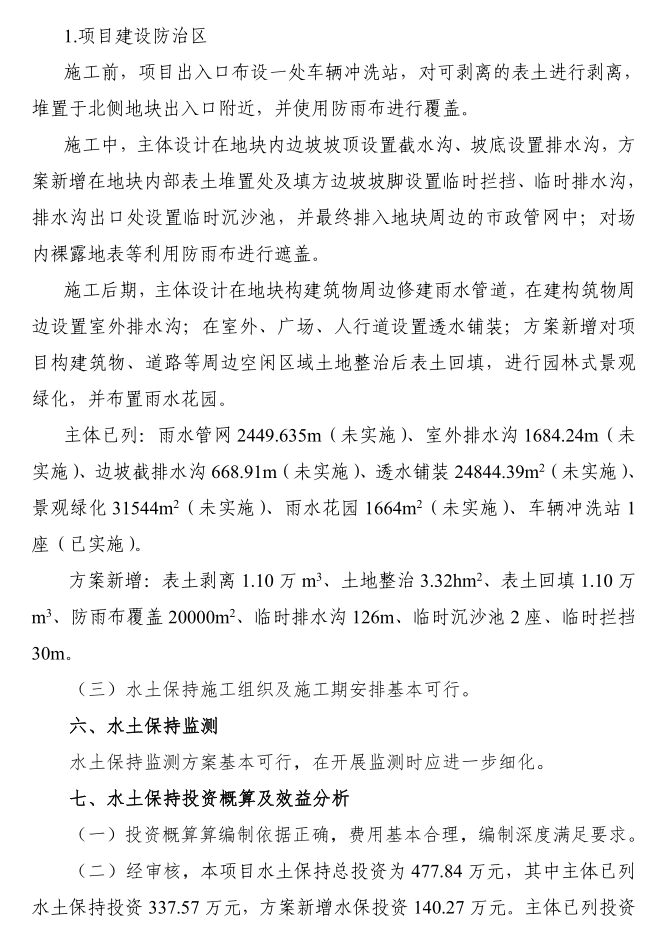 1.项目建设防治区
施工前，项目出入口布设一处车辆冲洗站，对可剥离的表土进行剥离，
堆置于北侧地块出入口附近，并使用防雨布进行覆盖。
施工中，主体设计在地块内边坡坡顶设置截水沟、坡底设置排水沟，方
案新增在地块内部表土堆置处及填方边坡坡脚设置临时拦挡、临时排水沟，
排水沟出口处设置临时沉沙池，并最终排入地块周边的市政管网中；对场
内裸露地表等利用防雨布进行遮盖。
施工后期，主体设计在地块构建筑物周边修建雨水管道，在建构筑物周
边设置室外排水沟；在室外、广场、人行道设置透水铺装；方案新增对项
目构建筑物、道路等周边空闲区域土地整治后表土回填，进行园林式景观
绿化，并布置雨水花园。
主体已列：雨水管网 2449.635m（未实施）、室外排水沟 1684.24m（未
实施）、边坡截排水沟 668.91m（未实施）、透水铺装 24844.39m²（未实施）、
景观绿化 31544m²（未实施）、雨水花园 1664m²（未实施）、车辆冲洗站 1
座（已实施）。
方案新增：表土剥离 1.10 万 m³、土地整治 3.32hm²、表土回填 1.10 万
m³、防雨布覆盖 20000m²、临时排水沟 126m、临时沉沙池 2 座、临时拦挡
30m。
（三）水土保持施工组织及施工期安排基本可行。
六、水土保持监测
水土保持监测方案基本可行，在开展监测时应进一步细化。
七、水土保持投资概算及效益分析
（一）投资概算算编制依据正确，费用基本合理，编制深度满足要求。
（二）经审核，本项目水土保持总投资为 477.84 万元，其中主体已列
水土保持投资 337.57 万元，方案新增水保投资 140.27 万元。主体已列投资